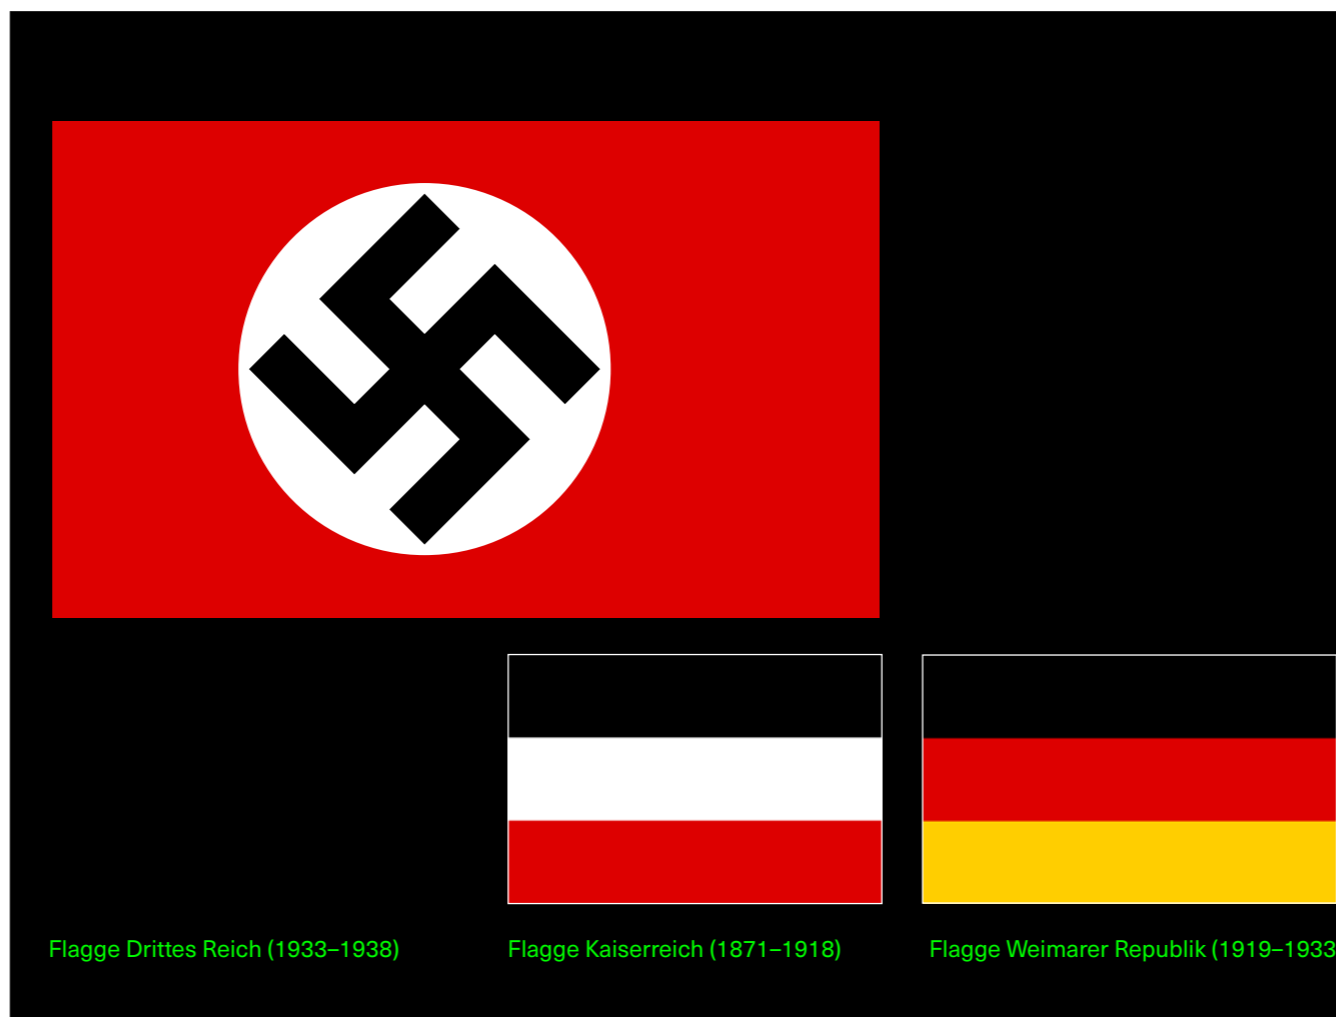 Flagge Drittes Reich (1933–1938)
Flagge Kaiserreich (1871–1918)
Flagge Weimarer Republik (1919–1933